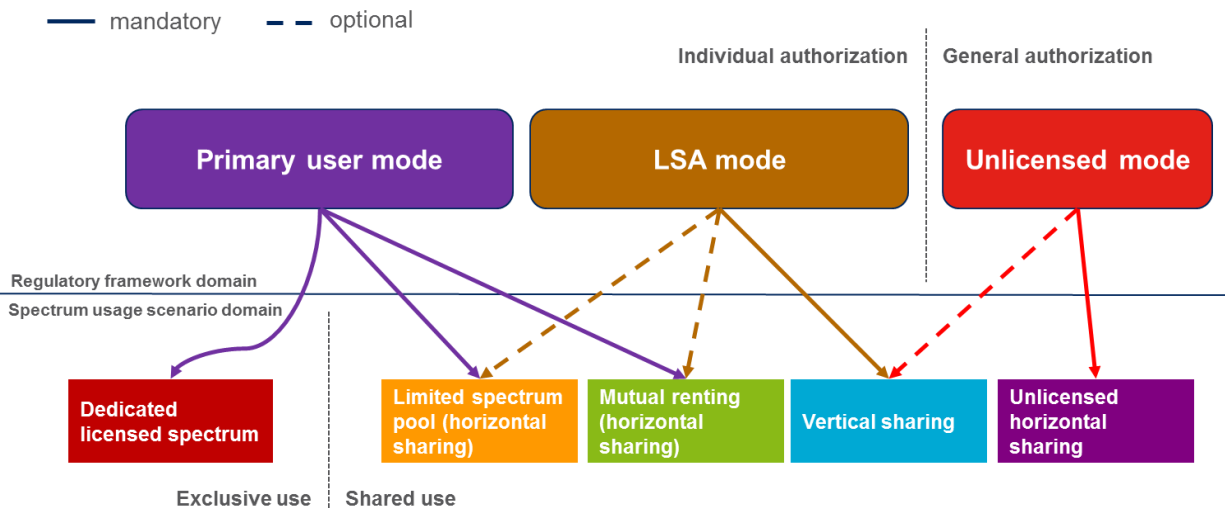 mandatory
optional
Individual authorization
General authorization
Primary user mode
LSA mode
Unlicensed mode
Regulatory framework domain
Spectrum usage scenario domain
Dedicated
licensed spectrum
Limited spectrum
pool (horizontal
sharing)
Mutual renting
(horizontal
sharing)
Vertical sharing
Unlicensed
horizontal
sharing
Exclusive use
Shared use